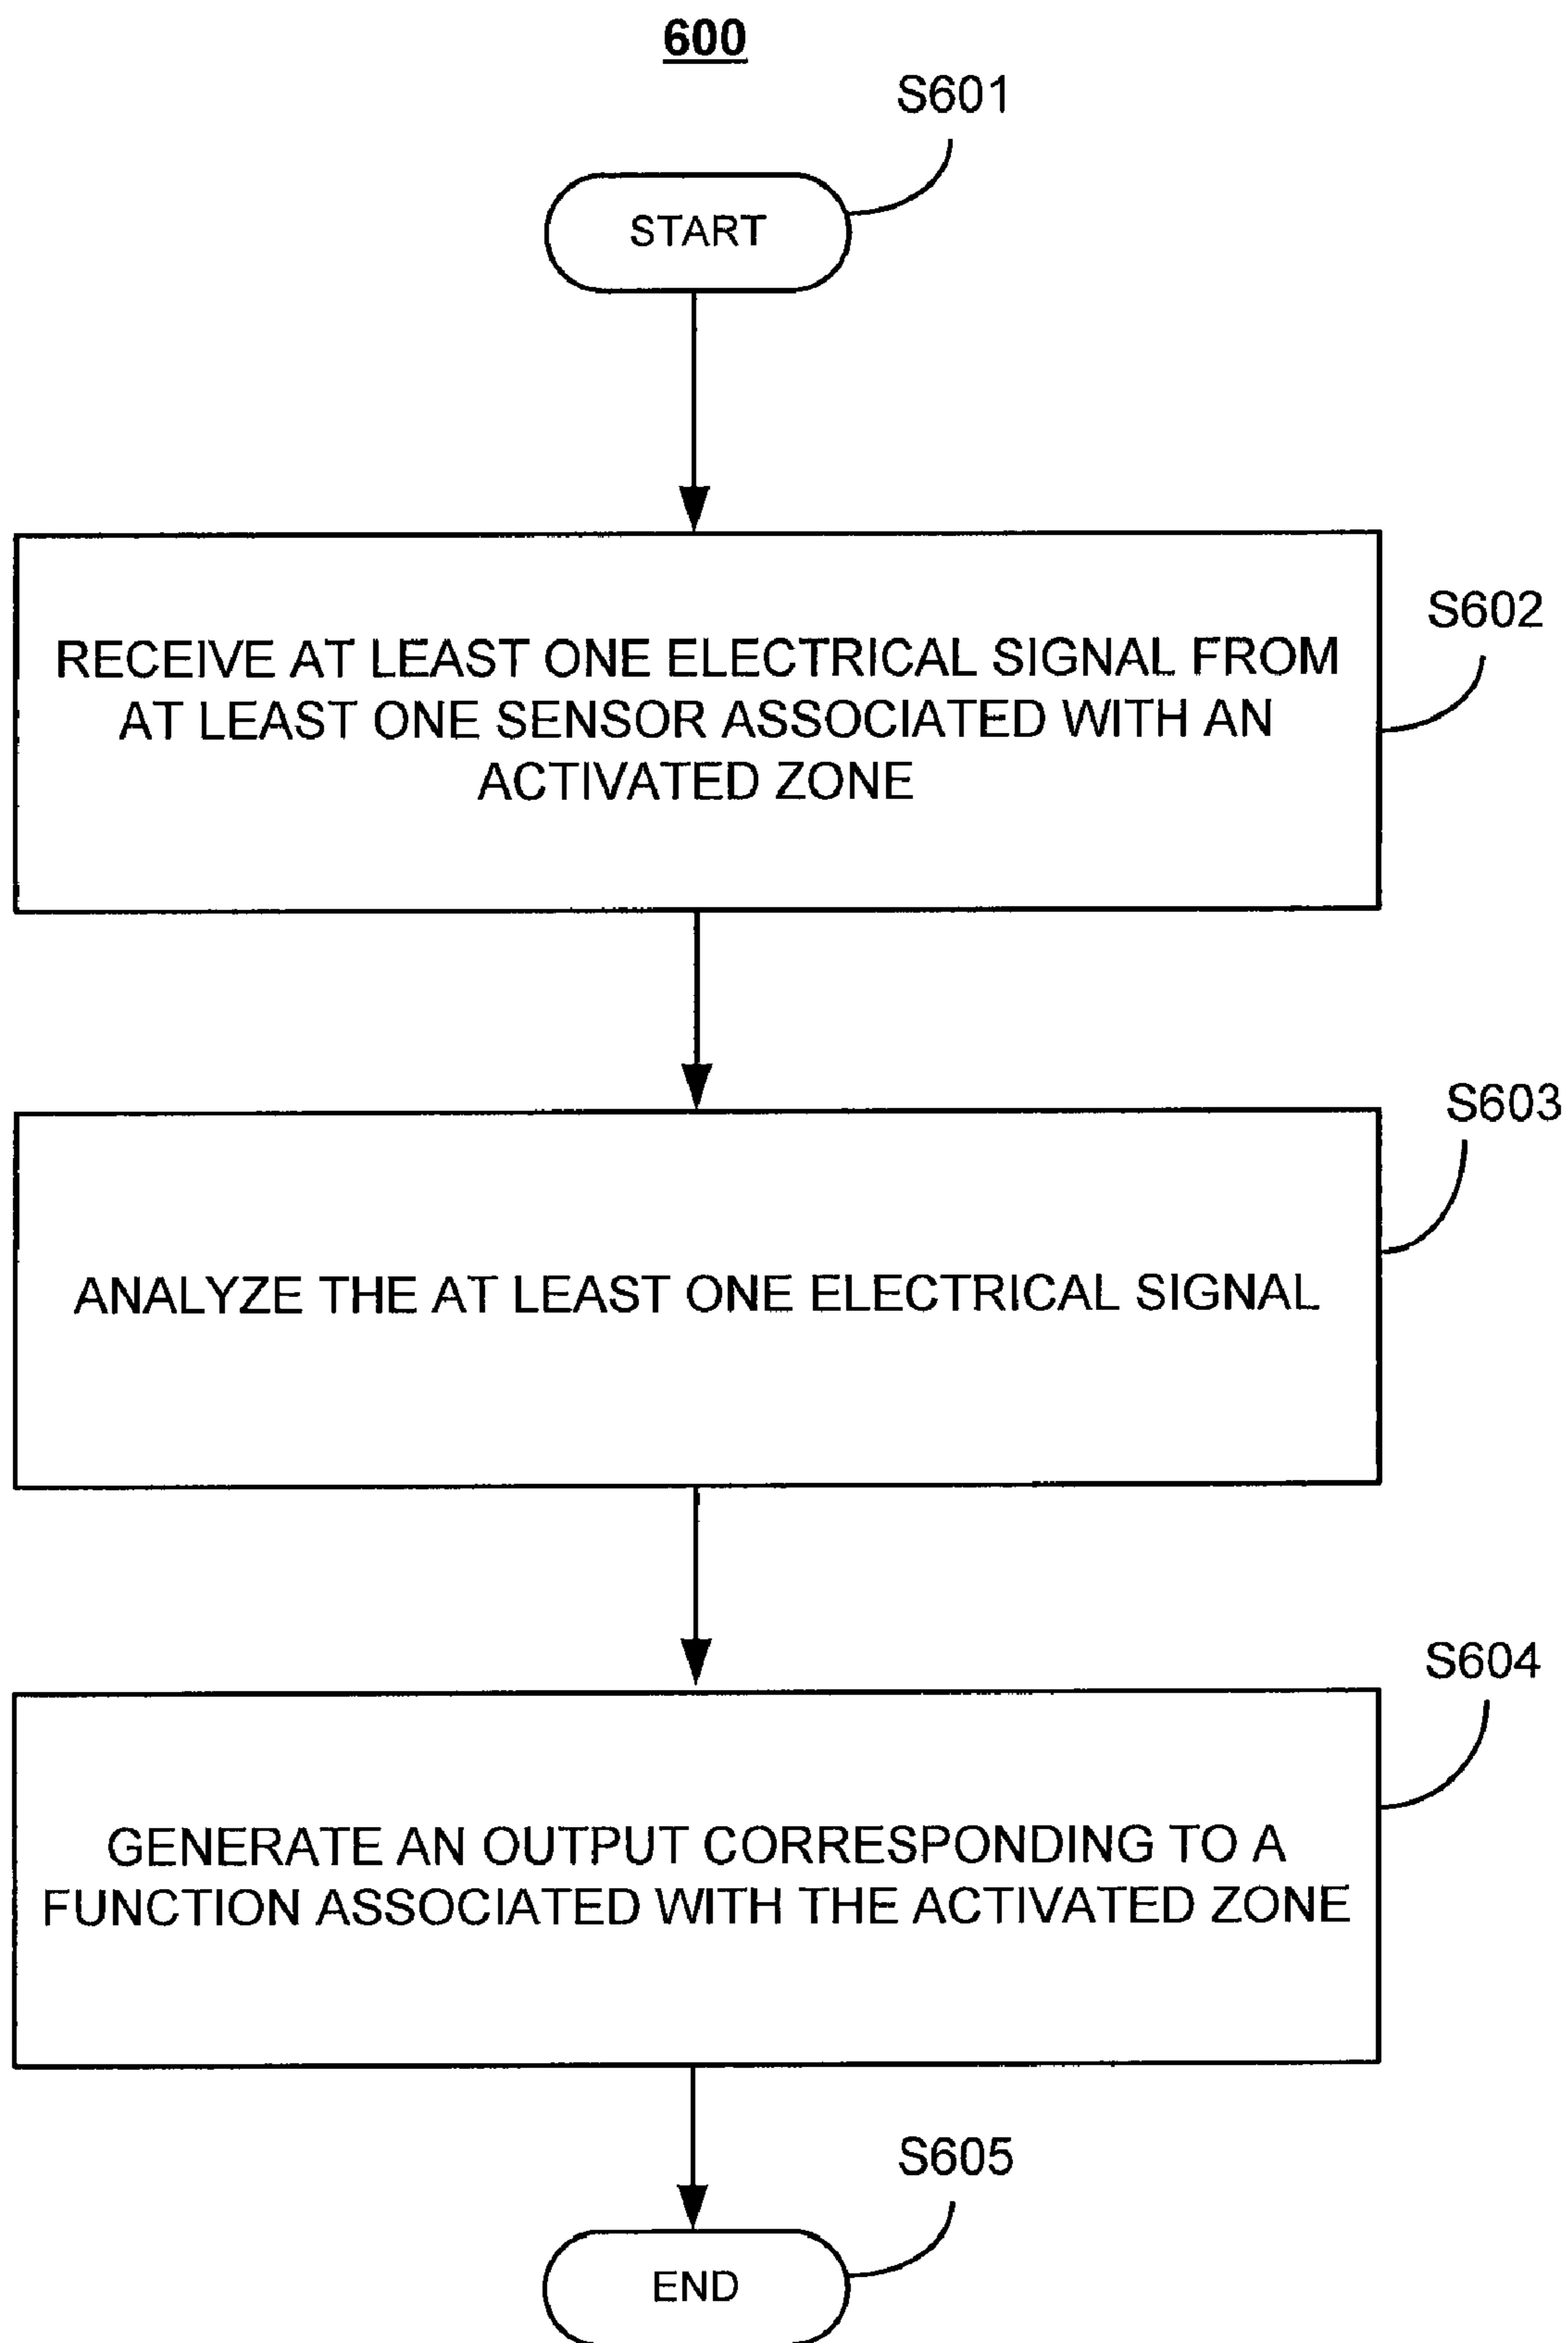 600
S601
START
S602
RECEIVE AT LEAST ONE ELECTRICAL SIGNAL FROM
AT LEAST ONE SENSOR ASSOCIATED WITH AN
ACTIVATED ZONE
S603
ANALYZE THE AT LEAST ONE ELECTRICAL SIGNAL
S604
GENERATE AN OUTPUT CORRESPONDING TO A
FUNCTION ASSOCIATED WITH THE ACTIVATED ZONE
S605
END